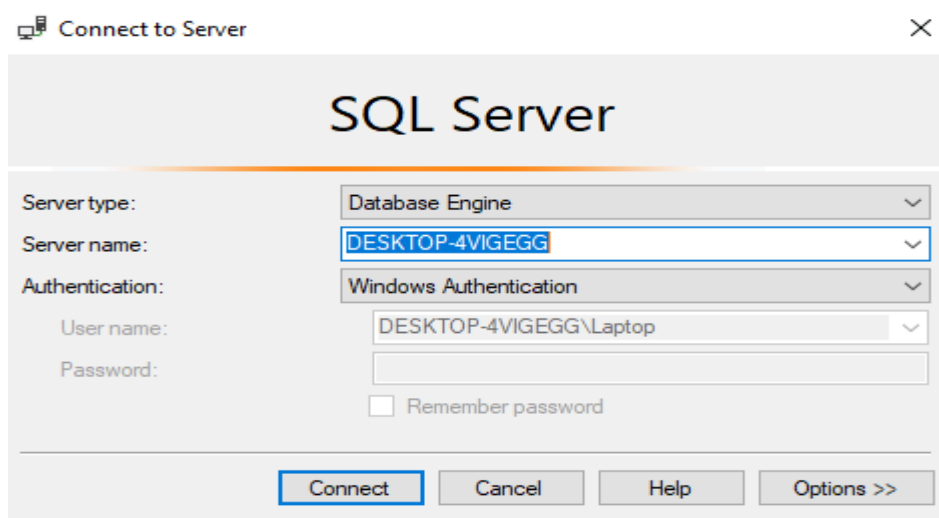 Connect to Server
SQL Server
Server type: Database Engine
Server name: DESKTOP-4VIGEGG
Authentication: Windows Authentication
User name: DESKTOP-4VIGEGG\Laptop
Password:
Remember password
Connect Cancel Help Options >>